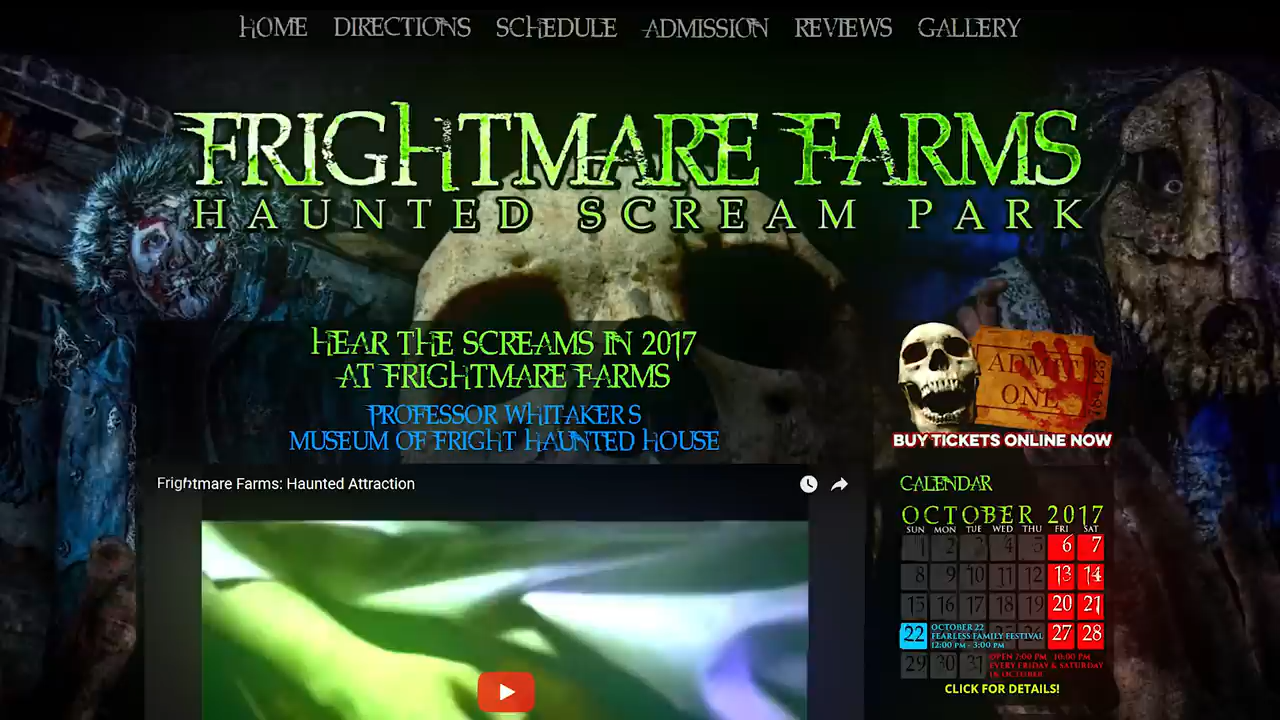 HOME DIRECTIONS SCHEDULE ADMISSION REVIEWS GALLERY
FRIGHTMARE FARMS
HAUNTED SCREAM PARK
HEAR THE SCREAMS IN 2017
AT FRIGHTMARE FARMS
PROFESSOR WHITAKER S
MUSEUM OF FRIGHT HAUNTED HOUSE
Frightmare Farms: Haunted Attraction
ADMIT
ONE
BUY TICKETS ONLINE NOW
CALENDAR
OCTOBER 2017
SUN MON TUE WED THU FRI SAT
1 2 3 4 5 6 7
8 9 10 11 12 13 14
15 16 17 18 19 20 21
22 OCTOBER 22 27 28
FEARLESS FAMILY FESTIVAL
12:00 PM - 3:00 PM
29 30 31 OPEN 7:00 PM - 10:00 PM
EVERY FRIDAY & SATURDAY
IN OCTOBER
CLICK FOR DETAILS!